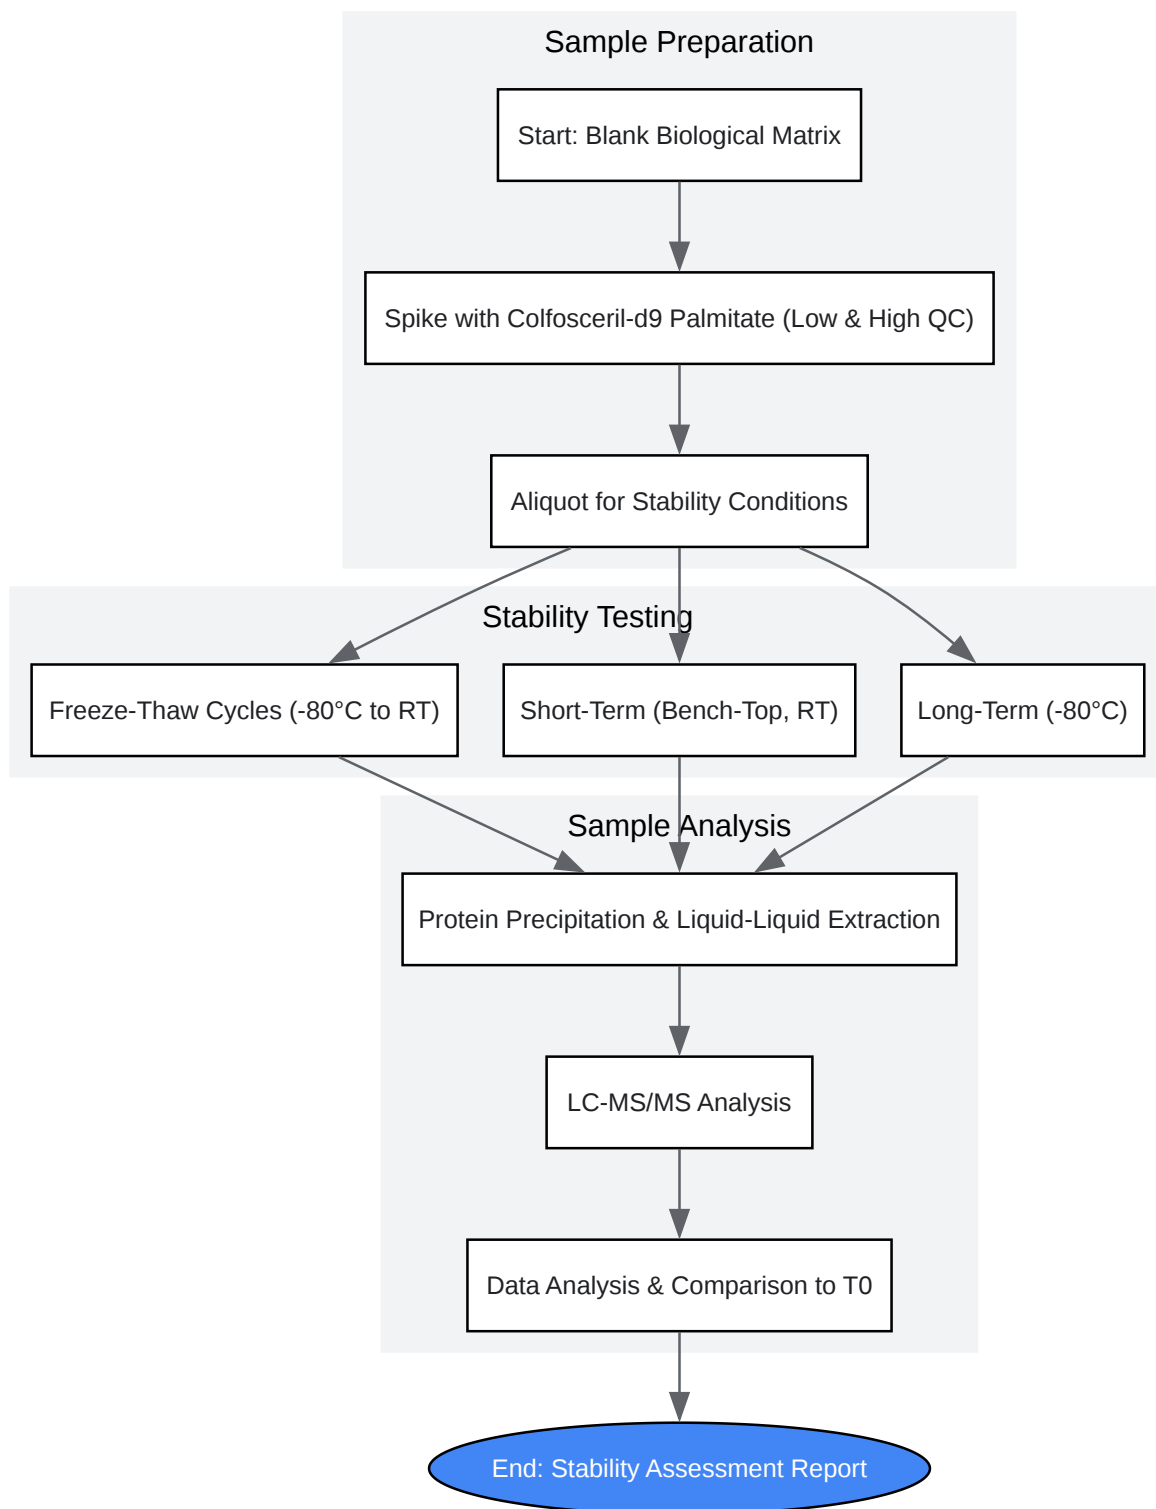 Sample Preparation
Start: Blank Biological Matrix
Spike with Colfosceril-d9 Palmitate (Low & High QC)
Aliquot for Stability Conditions
Stability Testing
Freeze-Thaw Cycles (-80°C to RT)
Short-Term (Bench-Top, RT)
Long-Term (-80°C)
Sample Analysis
Protein Precipitation & Liquid-Liquid Extraction
LC-MS/MS Analysis
Data Analysis & Comparison to T0
End: Stability Assessment Report